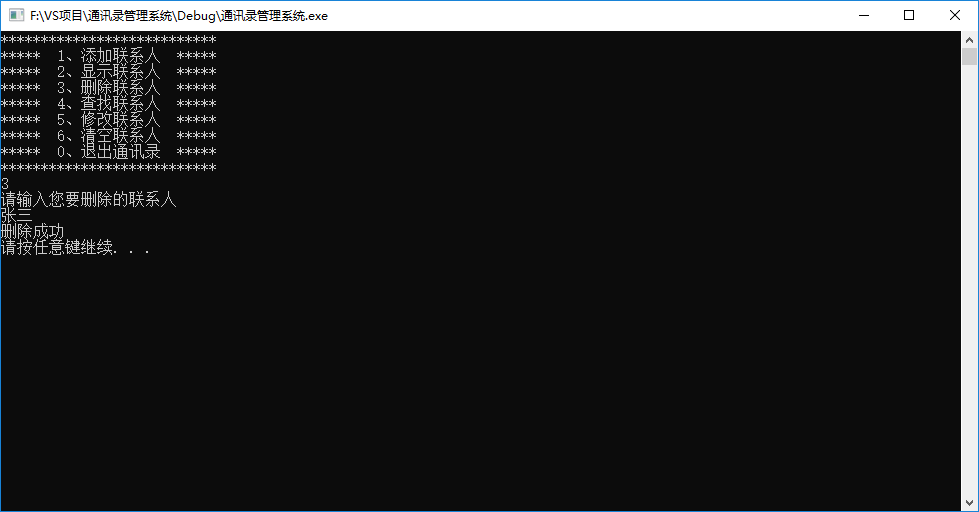 F:\VS项目\通讯录管理系统\Debug\通讯录管理系统.exe
***************************
***** 1、添加联系人 *****
***** 2、显示联系人 *****
***** 3、删除联系人 *****
***** 4、查找联系人 *****
***** 5、修改联系人 *****
***** 6、清空联系人 *****
***** 0、退出通讯录 *****
***************************
3
请输入您要删除的联系人
张三
删除成功
请按任意键继续. . .